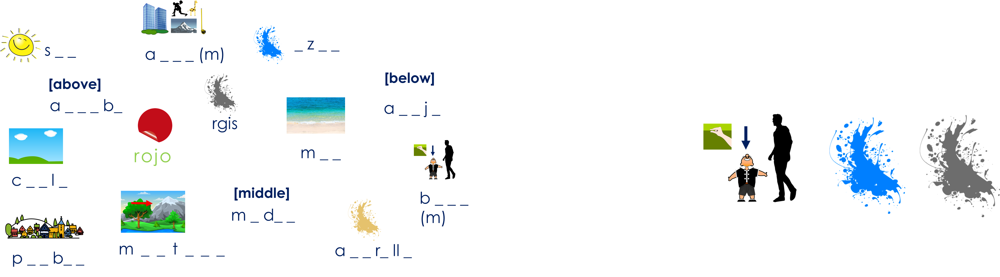 s _ _
a _ _ _ (m)
_ z _ _
[above]
a _ _ _ b_
rgis
[below]
a _ _ j _
rojo
m _ _
c _ _ l _
[middle]
m _ d_ _
b _ _ _
(m)
p _ _ b_ _
m _ _ t _ _ _
a _ _ r_ ll _